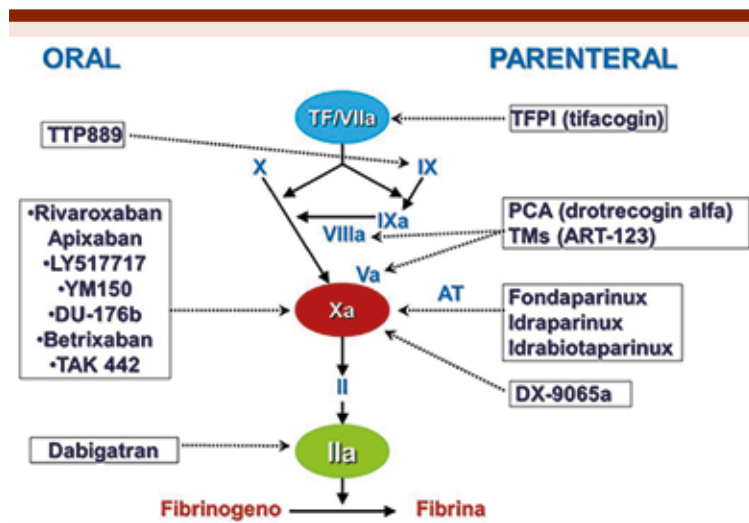 ORAL
PARENTERAL
TF/VIIa
TFPI (tifacogin)
TTP889
X
IX
IXa
VIIIa
PCA (drotrecogin alfa)
TMs (ART-123)
•Rivaroxaban
Apixaban
•LY517717
•YM150
•DU-176b
•Betrixaban
•TAK 442
Va
Xa
AT
Fondaparinux
Idraparinux
Idrabiotaparinux
DX-9065a
II
Dabigatran
IIa
Fibrinogeno
Fibrina